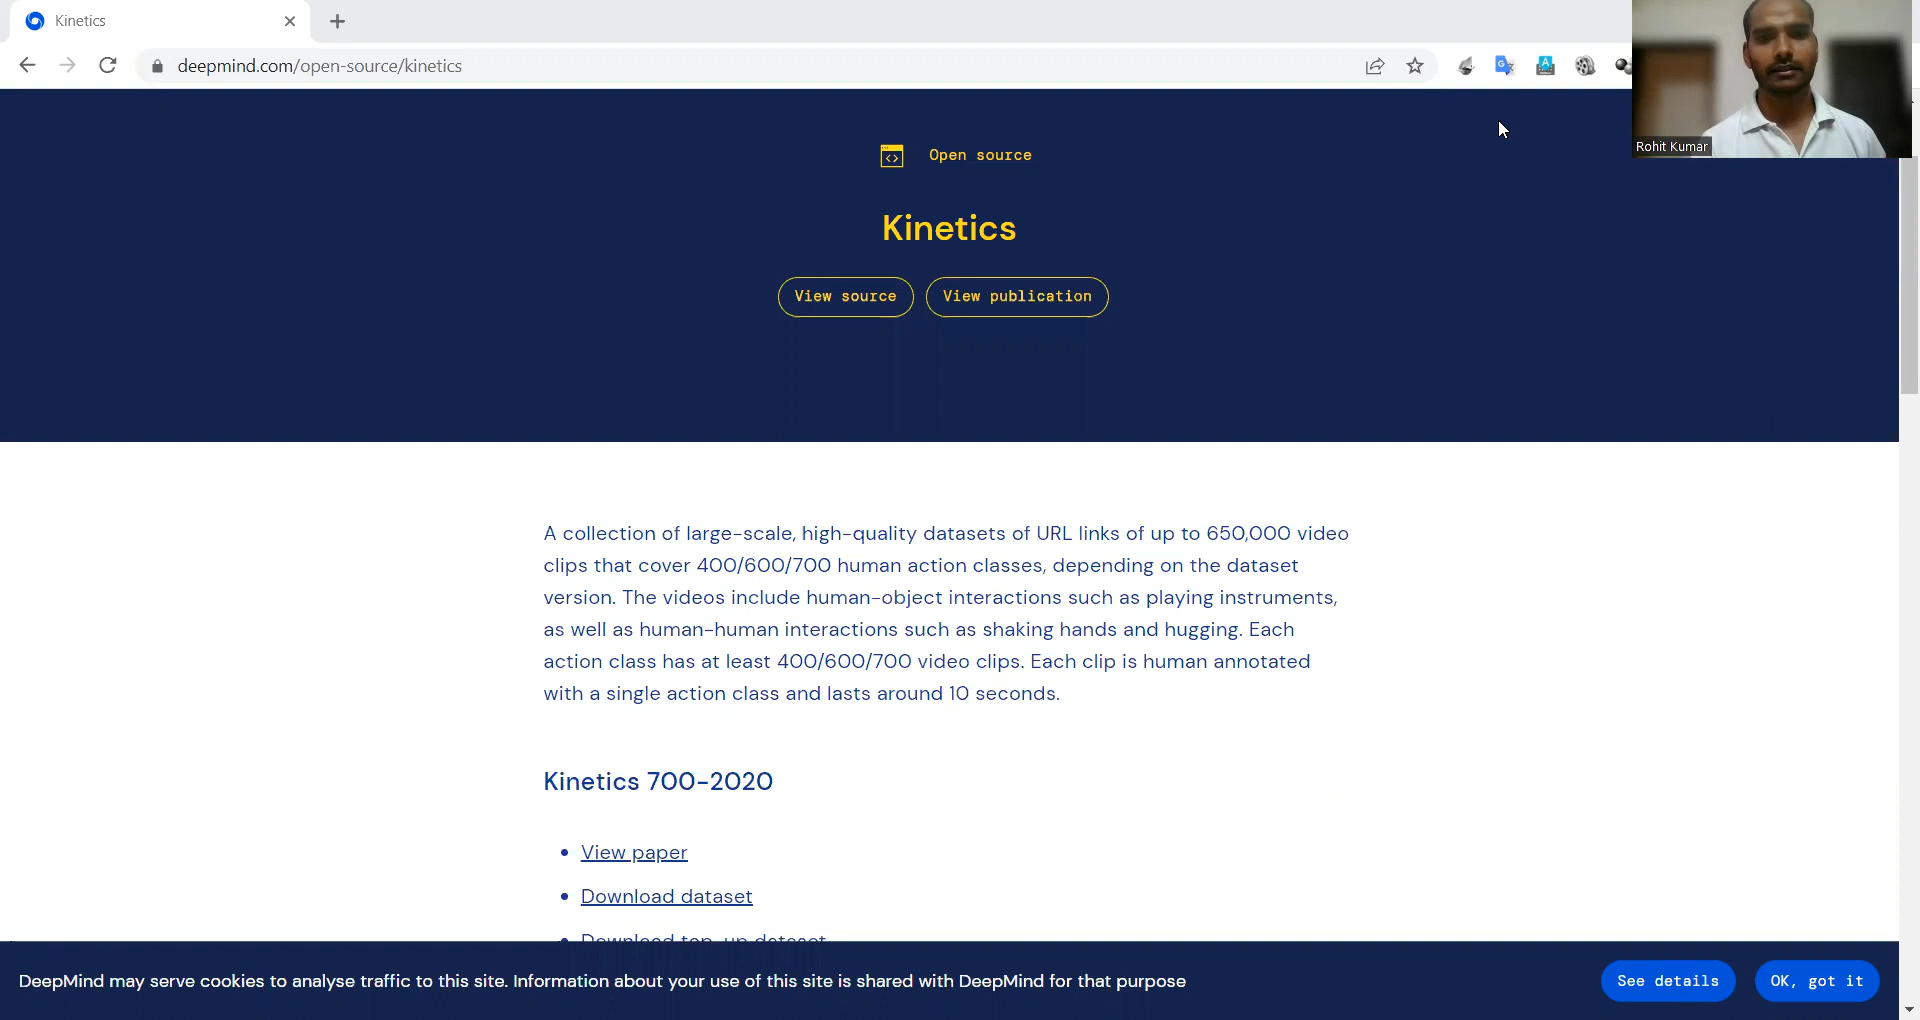 Kinetics
deepmind.com/open-source/kinetics
Rohit Kumar
Open source
Kinetics
View source
View publication
A collection of large-scale, high-quality datasets of URL links of up to 650,000 video
clips that cover 400/600/700 human action classes, depending on the dataset
version. The videos include human-object interactions such as playing instruments,
as well as human-human interactions such as shaking hands and hugging. Each
action class has at least 400/600/700 video clips. Each clip is human annotated
with a single action class and lasts around 10 seconds.
Kinetics 700-2020
• View paper
• Download dataset
• Download top-up dataset
DeepMind may serve cookies to analyse traffic to this site. Information about your use of this site is shared with DeepMind for that purpose
See details
OK, got it